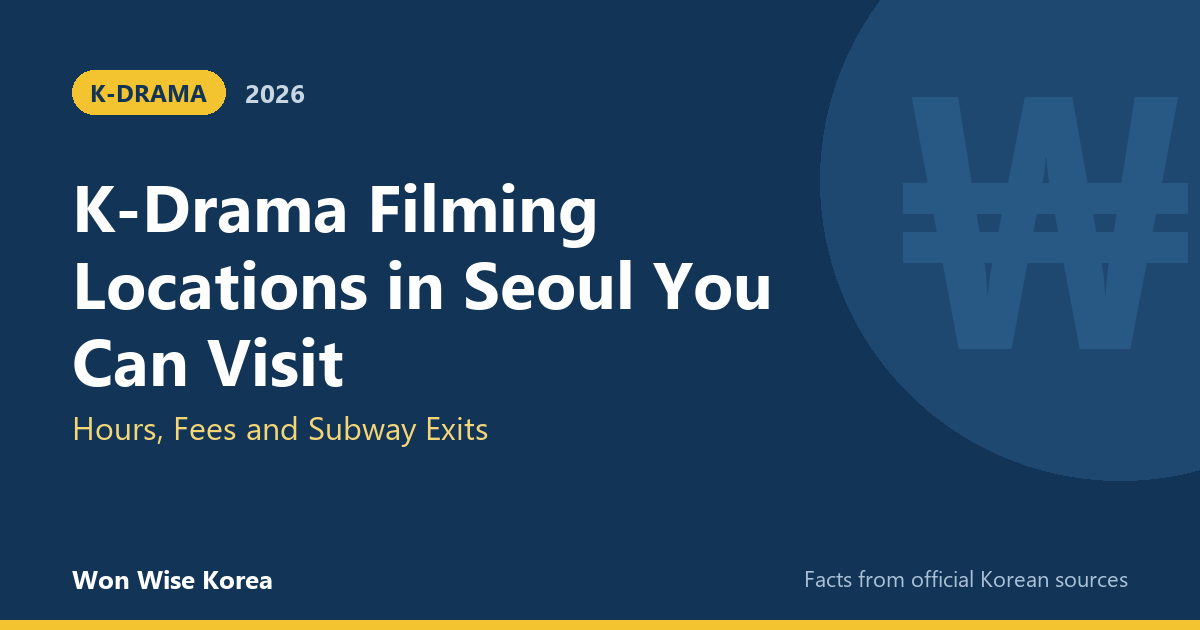 K-DRAMA 2026
₩
K-Drama Filming
Locations in Seoul You
Can Visit
Hours, Fees and Subway Exits
Won Wise Korea
Facts from official Korean sources